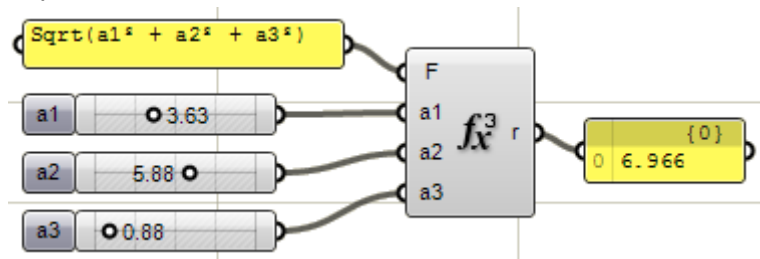 Sqrt(a1² + a2² + a3²)
F
a1 3.63
a1
fx³ r
{0}
a2 5.88
a2
0 6.966
a3 0.88
a3